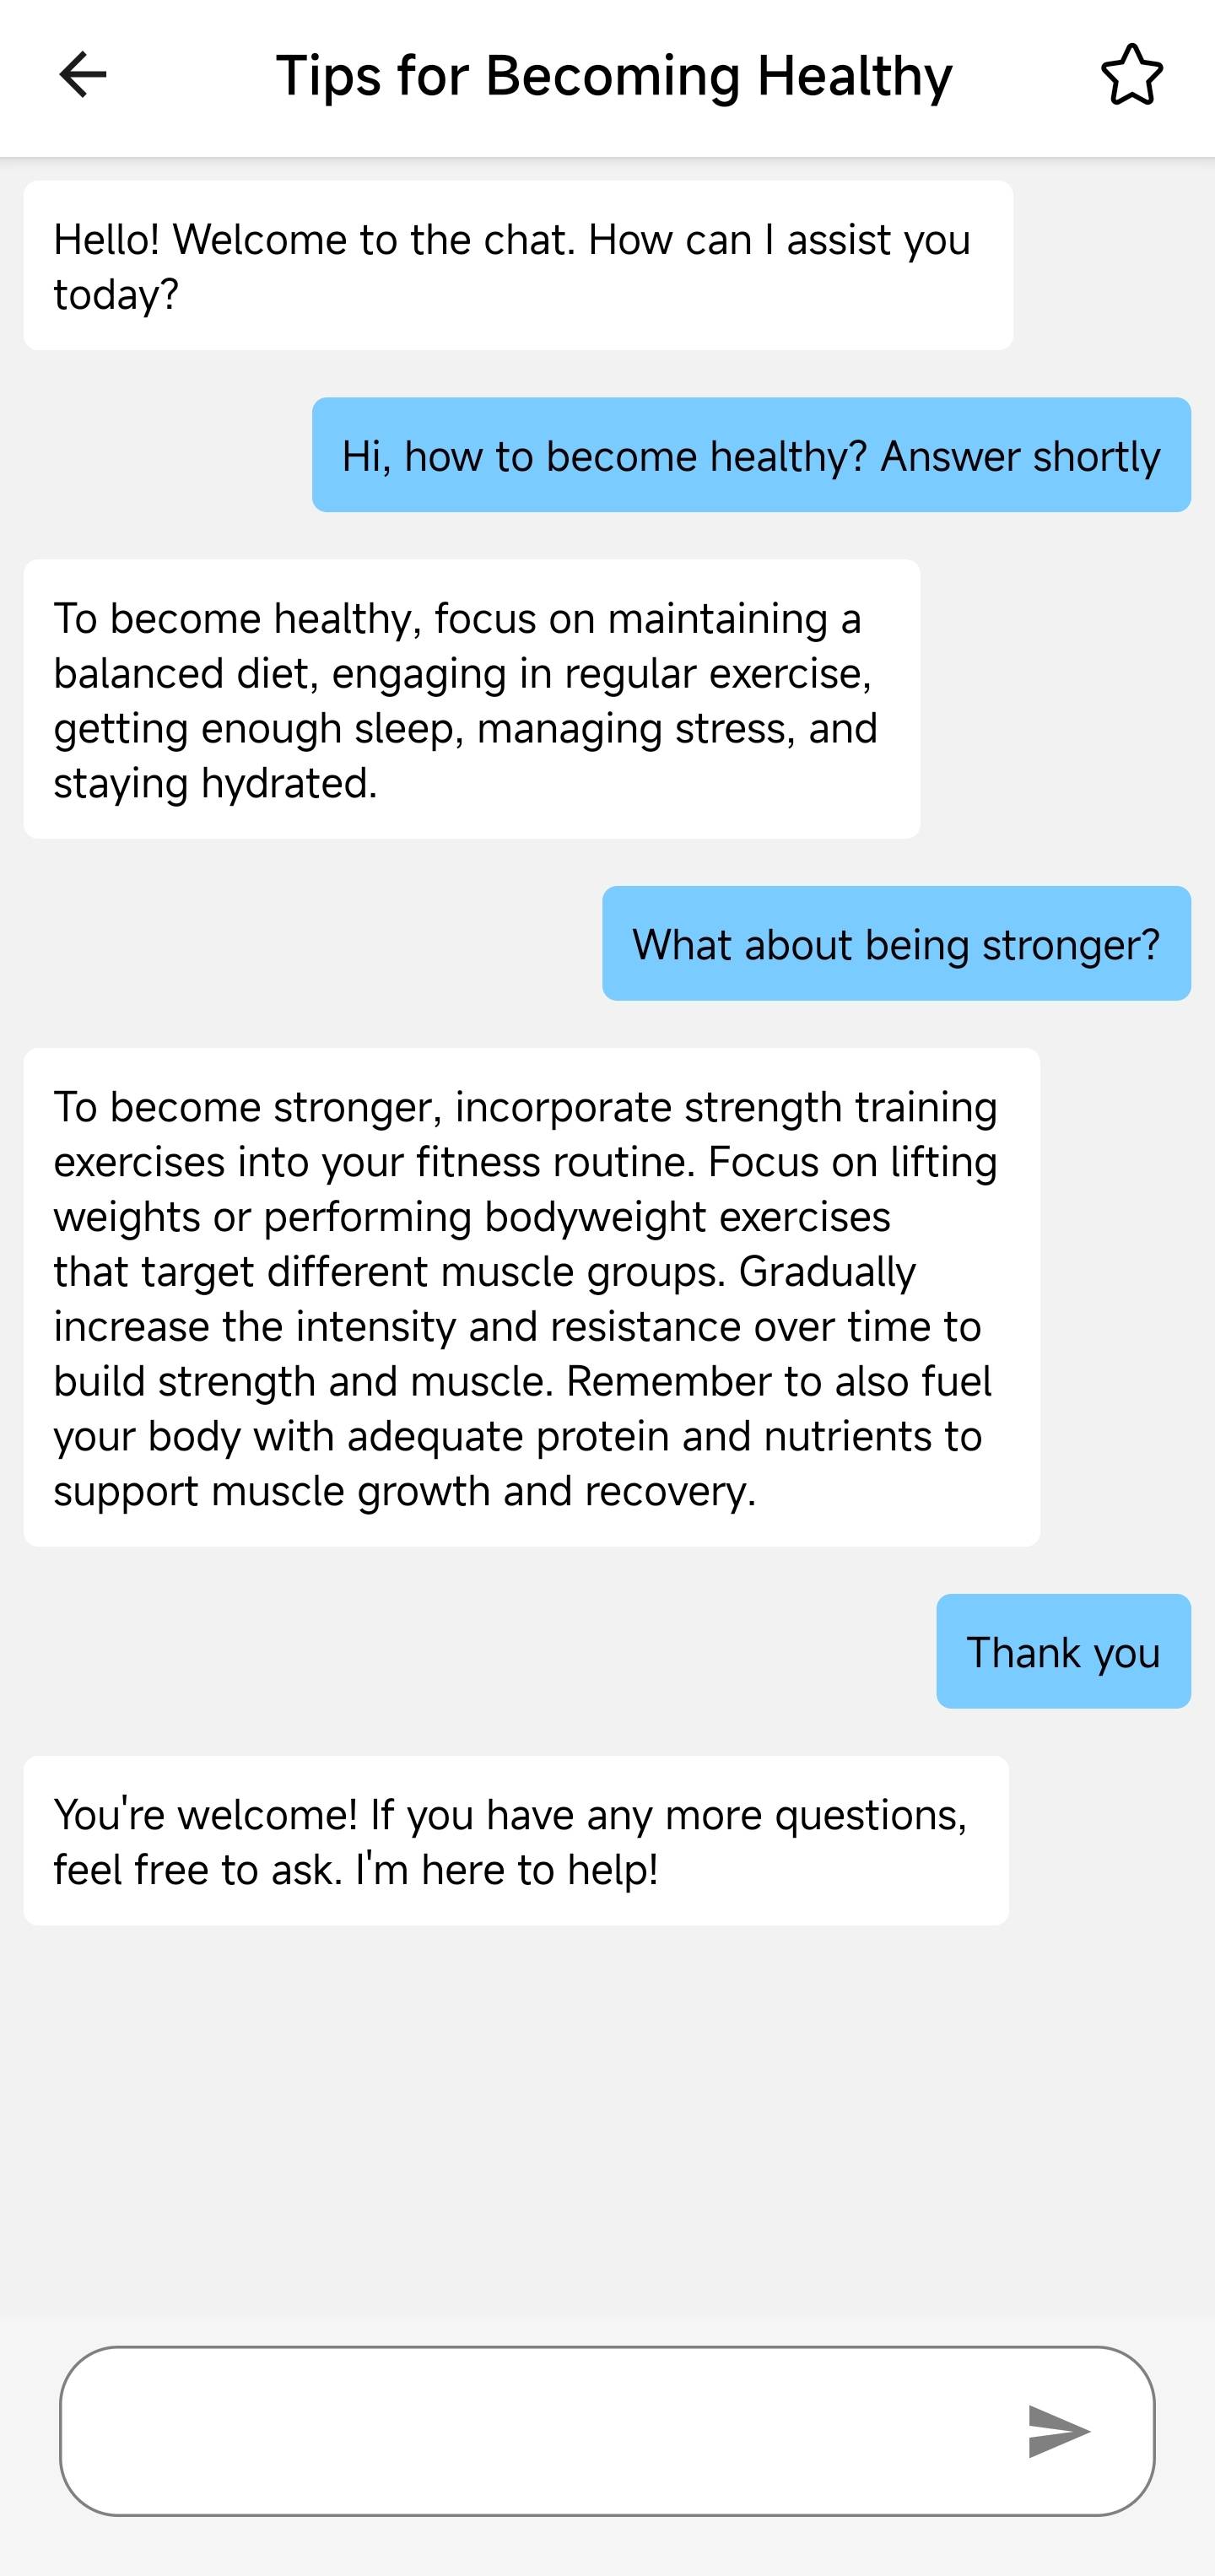 Tips for Becoming Healthy
Hello! Welcome to the chat. How can I assist you
today?
Hi, how to become healthy? Answer shortly
To become healthy, focus on maintaining a
balanced diet, engaging in regular exercise,
getting enough sleep, managing stress, and
staying hydrated.
What about being stronger?
To become stronger, incorporate strength training
exercises into your fitness routine. Focus on lifting
weights or performing bodyweight exercises
that target different muscle groups. Gradually
increase the intensity and resistance over time to
build strength and muscle. Remember to also fuel
your body with adequate protein and nutrients to
support muscle growth and recovery.
Thank you
You're welcome! If you have any more questions,
feel free to ask. I'm here to help!